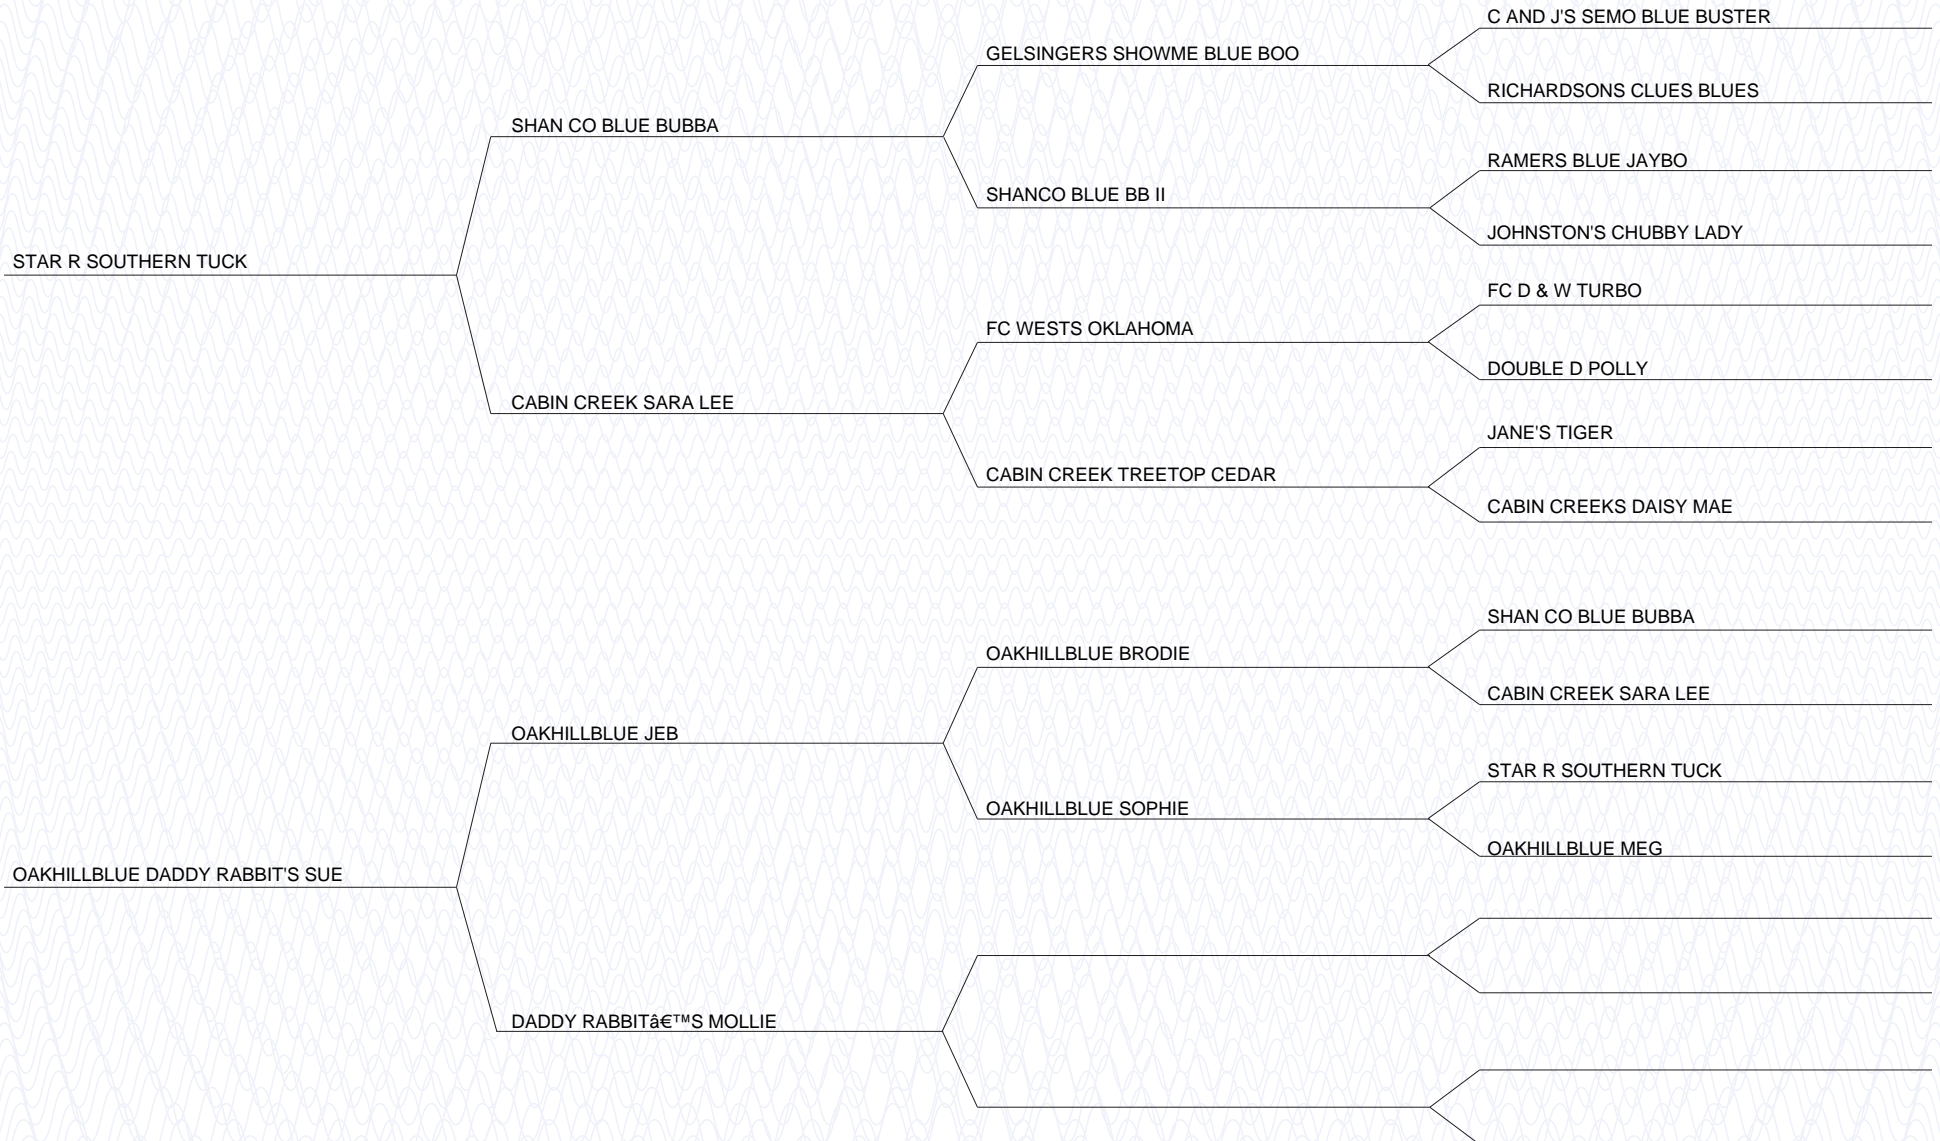 C AND J'S SEMO BLUE BUSTER
GELSINGERS SHOWME BLUE BOO
RICHARDSONS CLUES BLUES
SHAN CO BLUE BUBBA
RAMERS BLUE JAYBO
SHANCO BLUE BB II
JOHNSTON'S CHUBBY LADY
STAR R SOUTHERN TUCK
FC D & W TURBO
FC WESTS OKLAHOMA
DOUBLE D POLLY
CABIN CREEK SARA LEE
JANE'S TIGER
CABIN CREEK TREETOP CEDAR
CABIN CREEKS DAISY MAE
SHAN CO BLUE BUBBA
OAKHILLBLUE BRODIE
CABIN CREEK SARA LEE
OAKHILLBLUE JEB
STAR R SOUTHERN TUCK
OAKHILLBLUE SOPHIE
OAKHILLBLUE MEG
OAKHILLBLUE DADDY RABBIT'S SUE
DADDY RABBITâ€™S MOLLIE